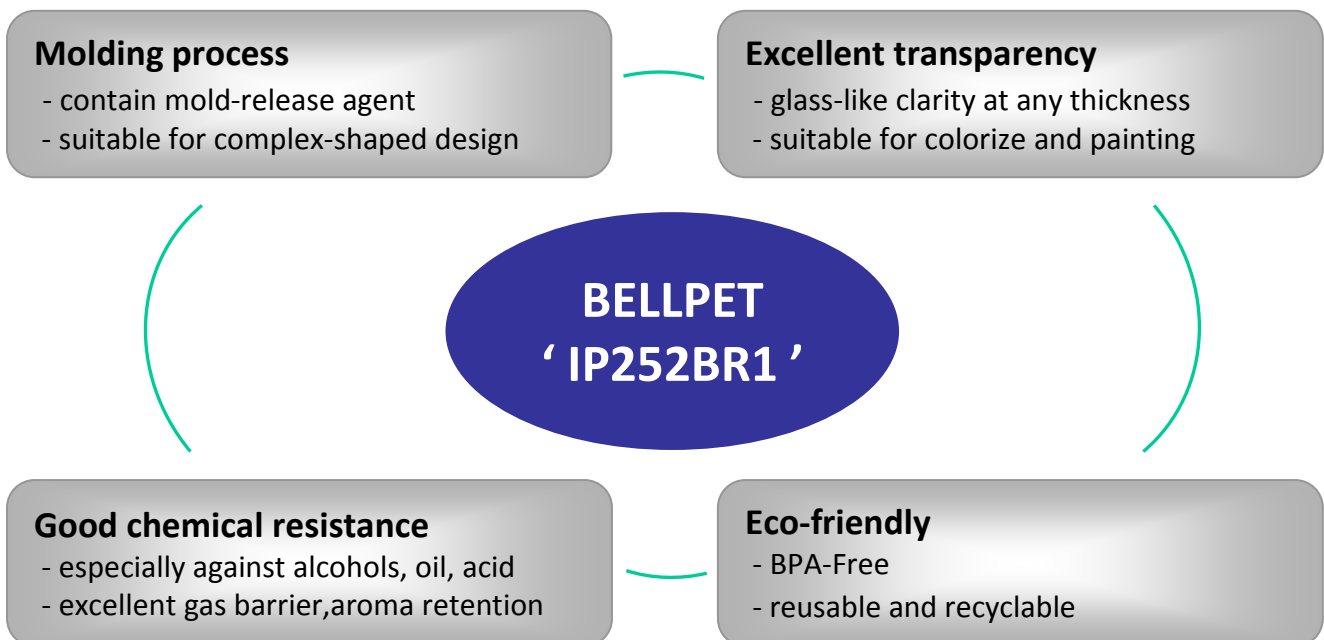 Molding process
- contain mold-release agent
- suitable for complex-shaped design
Excellent transparency
- glass-like clarity at any thickness
- suitable for colorize and painting
BELLPET
‘ IP252BR1 ’
Good chemical resistance
- especially against alcohols, oil, acid
- excellent gas barrier,aroma retention
Eco-friendly
- BPA-Free
- reusable and recyclable